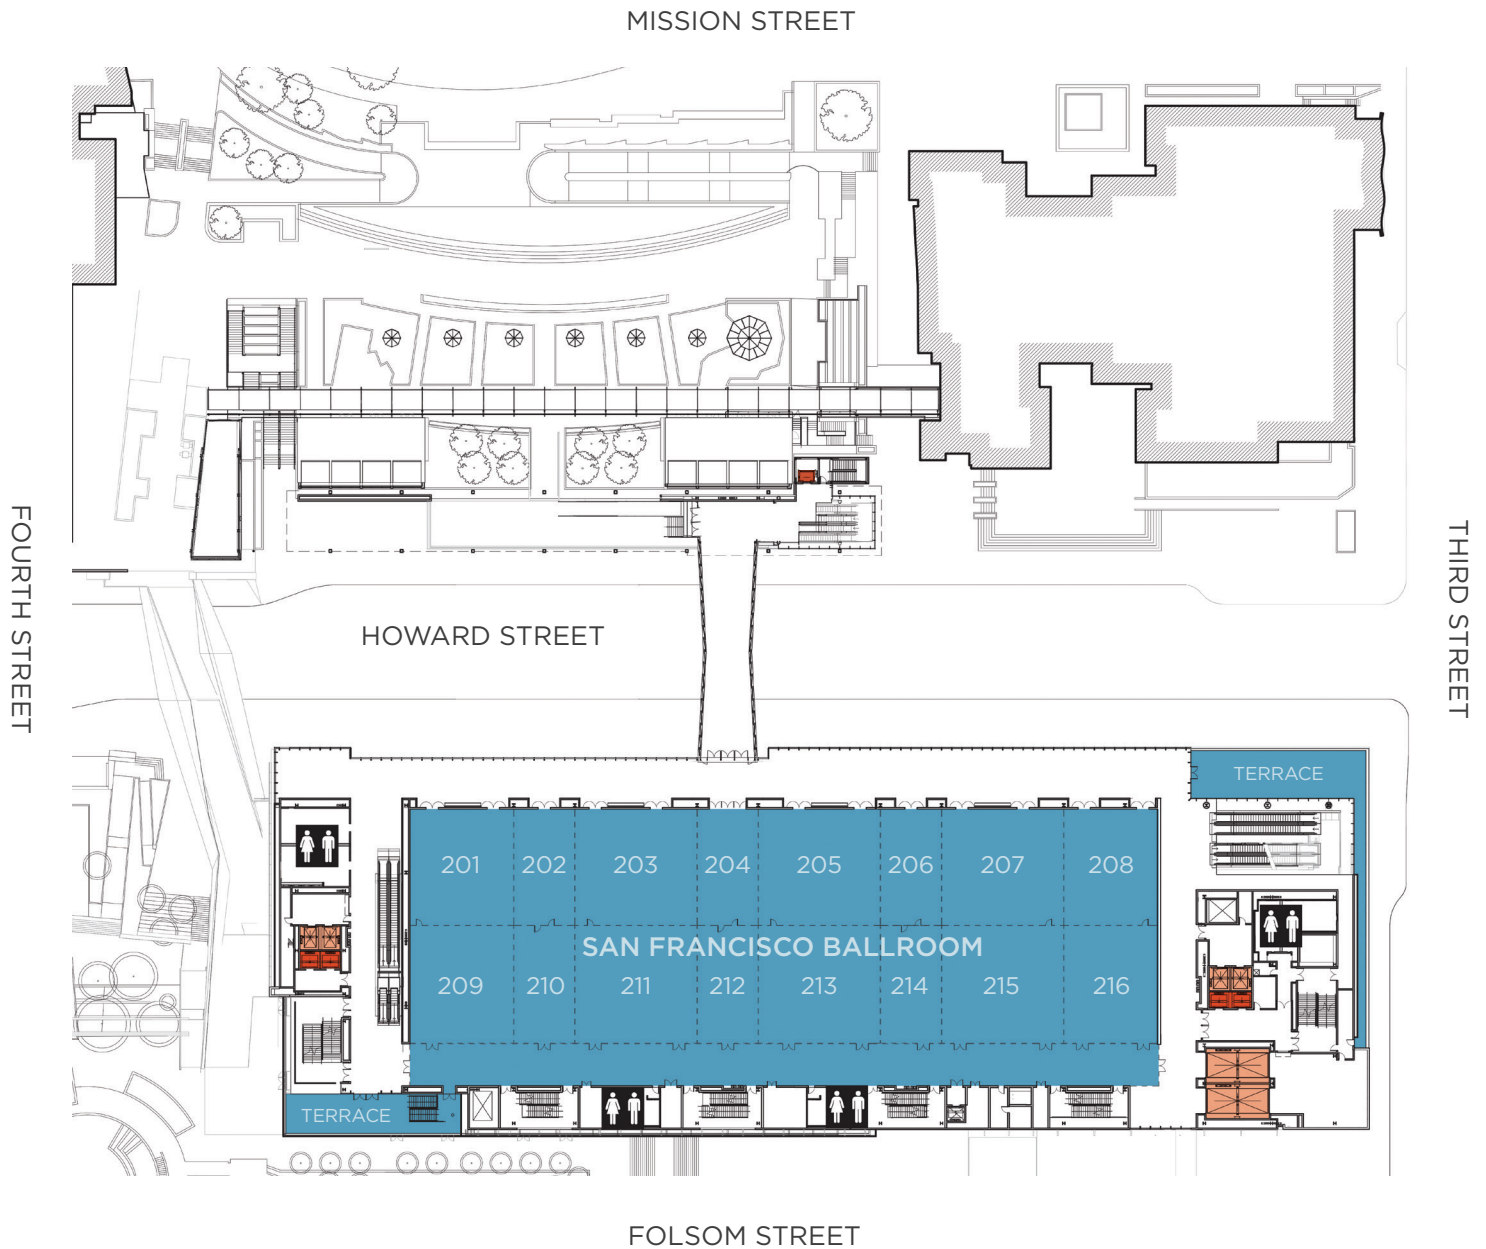 MISSION STREET
FOURTH STREET
THIRD STREET
HOWARD STREET
TERRACE
201 202 203 204 205 206 207 208
SAN FRANCISCO BALLROOM
209 210 211 212 213 214 215 216
TERRACE
FOLSOM STREET